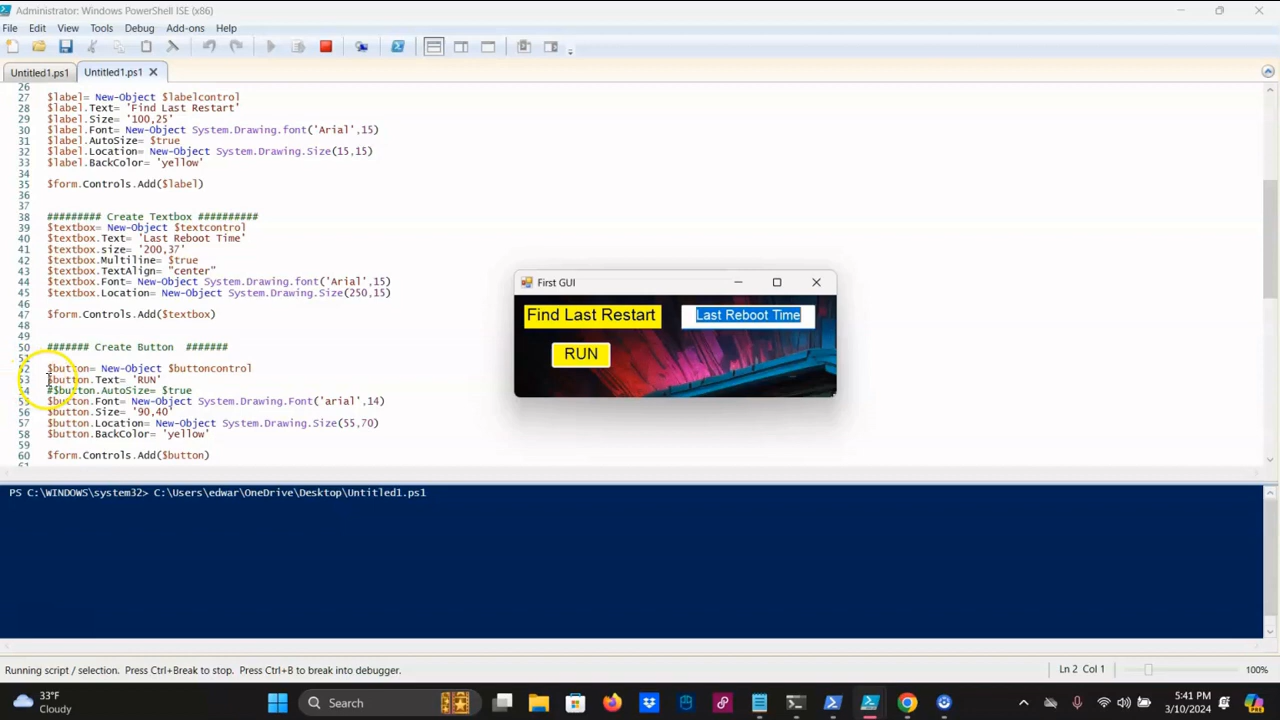 Administrator: Windows PowerShell ISE (x86)
File Edit View Tools Debug Add-ons Help
Untitled1.ps1 Untitled1.ps1
26
27 $label= New-Object $labelcontrol
28 $label.Text= 'Find Last Restart'
29 $label.Size= '100,25'
30 $label.Font= New-Object System.Drawing.font('Arial',15)
31 $label.AutoSize= $true
32 $label.Location= New-Object System.Drawing.Size(15,15)
33 $label.BackColor= 'yellow'
34
35 $form.Controls.Add($label)
36
37
38 ######### Create Textbox ##########
39 $textbox= New-Object $textcontrol
40 $textbox.Text= 'Last Reboot Time'
41 $textbox.size= '200,37'
42 $textbox.Multiline= $true
43 $textbox.TextAlign= "center"
44 $textbox.Font= New-Object System.Drawing.font('Arial',15)
45 $textbox.Location= New-Object System.Drawing.Size(250,15)
46
47 $form.Controls.Add($textbox)
48
49
50 ####### Create Button #######
51
52 $button= New-Object $buttoncontrol
53 $button.Text= 'RUN'
54 #$button.AutoSize= $true
55 $button.Font= New-Object System.Drawing.Font('arial',14)
56 $button.Size= '90,40'
57 $button.Location= New-Object System.Drawing.Size(55,70)
58 $button.BackColor= 'yellow'
59
60 $form.Controls.Add($button)
First GUI
Find Last Restart Last Reboot Time
RUN
PS C:\WINDOWS\system32> C:\Users\edwar\OneDrive\Desktop\Untitled1.ps1
Running script / selection. Press Ctrl+Break to stop. Press Ctrl+B to break into debugger. Ln 2 Col 1 100%
33°F
Cloudy
Search
5:41 PM
3/10/2024